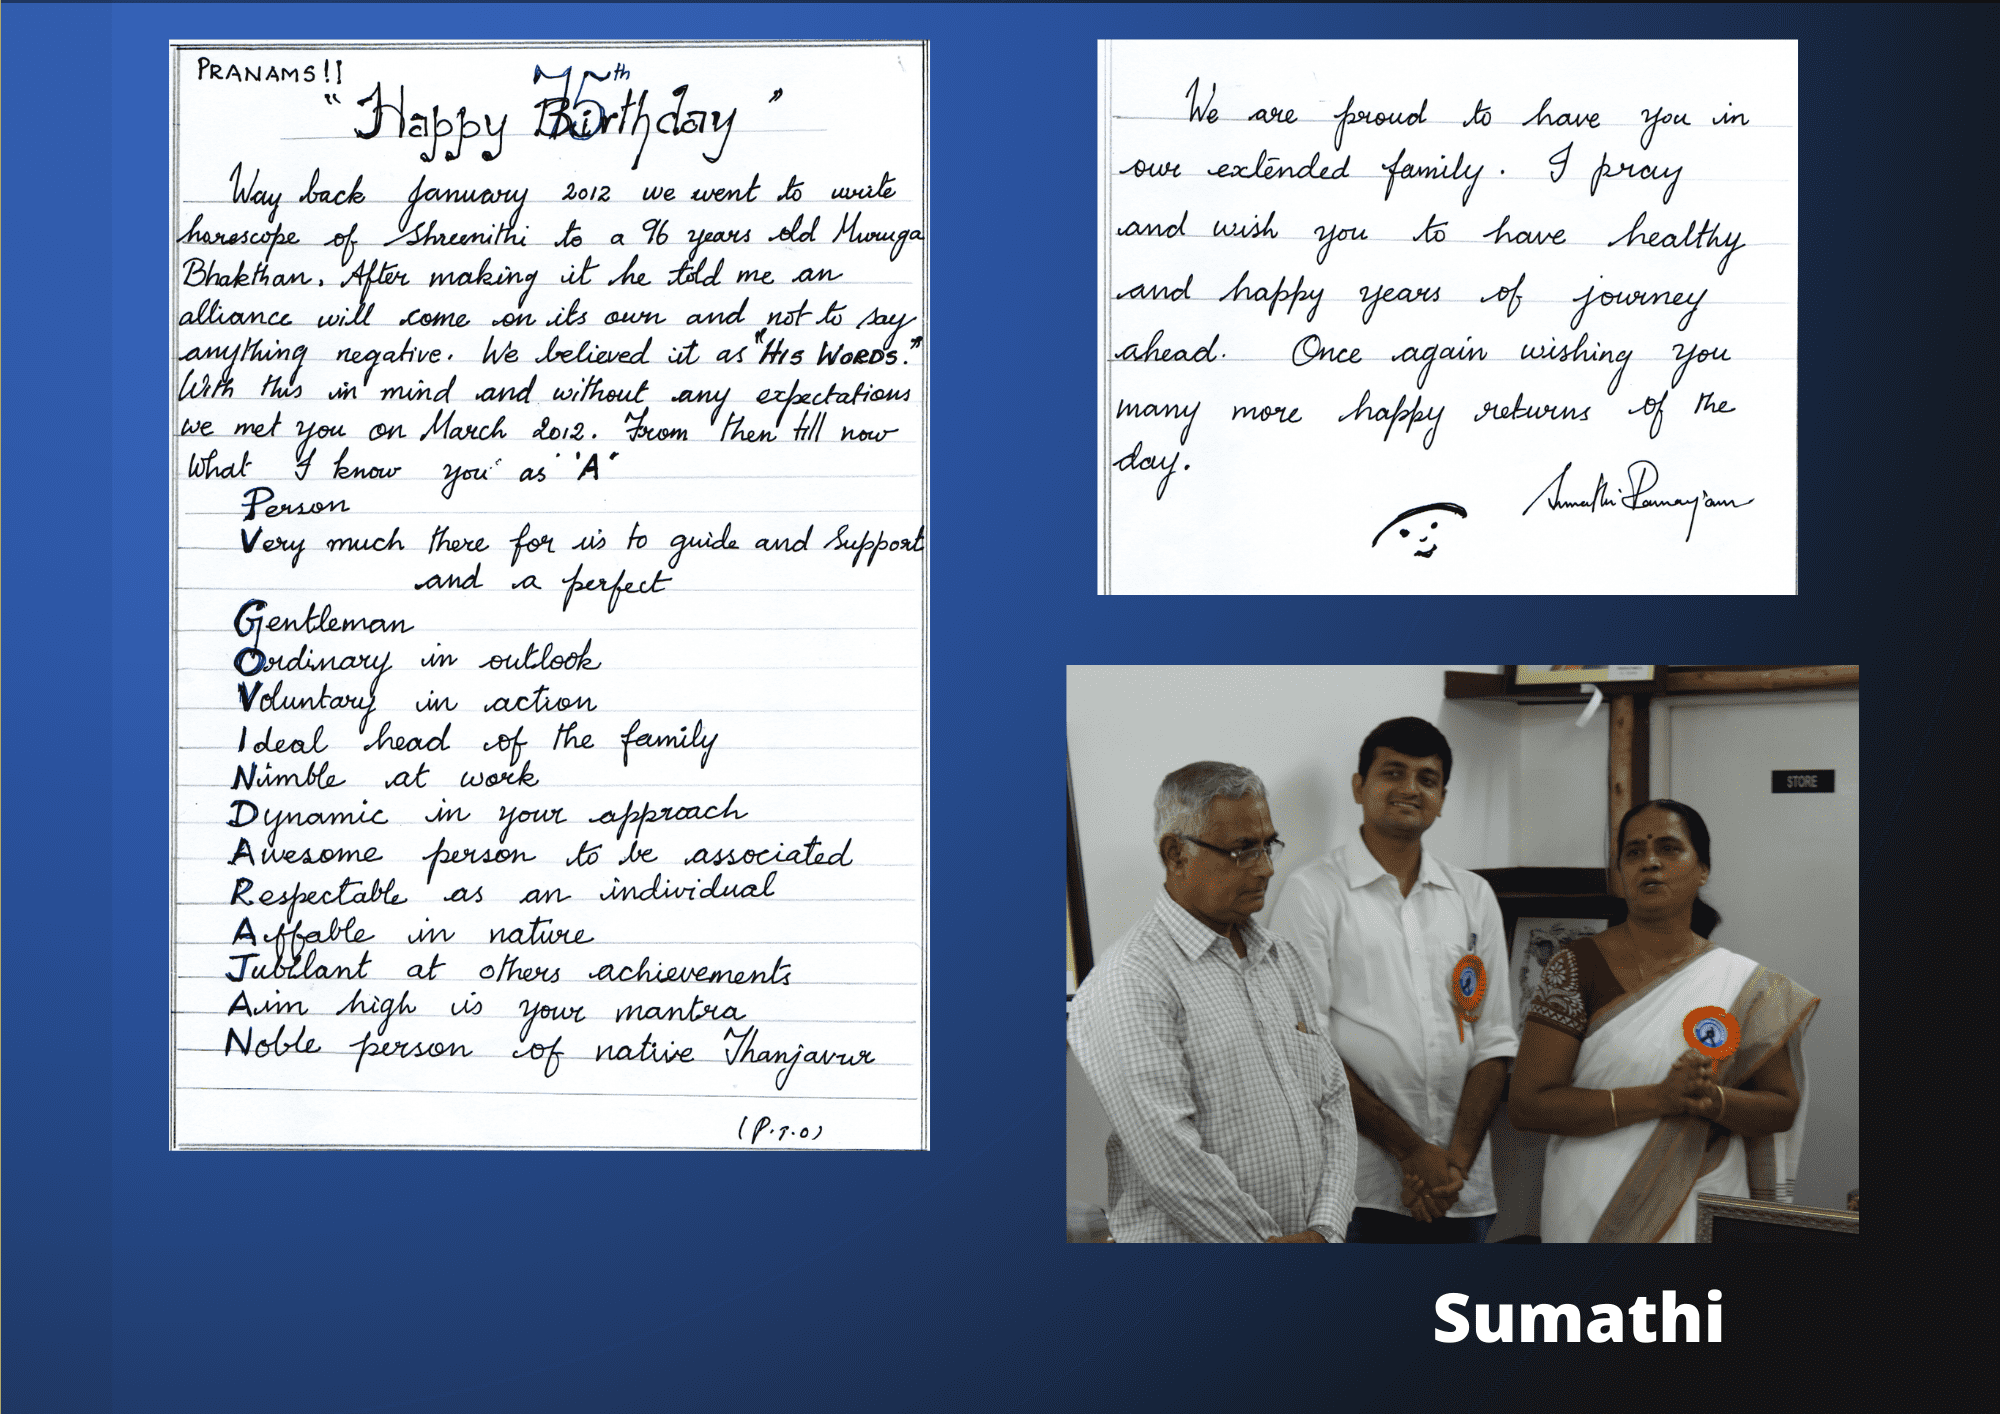 PRANAMS!!
75th
"Happy Birthday"
Way back January 2012 we went to write
horescope of Shreenithi to a 96 years old Muruga
Bhakthan. After making it he told me an
alliance will come on its own and not to say
anything negative. We believed it as "HIS WORDS."
With this in mind and without any expectations
we met you on March 2012. From then till now
What I know you as "A"
Person
Very much there for us to guide and support
and a perfect
Gentleman
Ordinary in outlook
Voluntary in action
Ideal head of the family
Nimble at work
Dynamic in your approach
Awesome person to be associated
Respectable as an individual
Affable in nature
Jubilant at others achievements
Aim high is your mantra
Noble person of native Thanjavur
(P.T.O)
We are proud to have you in
our extended family. I pray
and wish you to have healthy
and happy years of journey
ahead. Once again wishing you
many more happy returns of the
day.
Sumathi Ramanujam
STORE
Sumathi